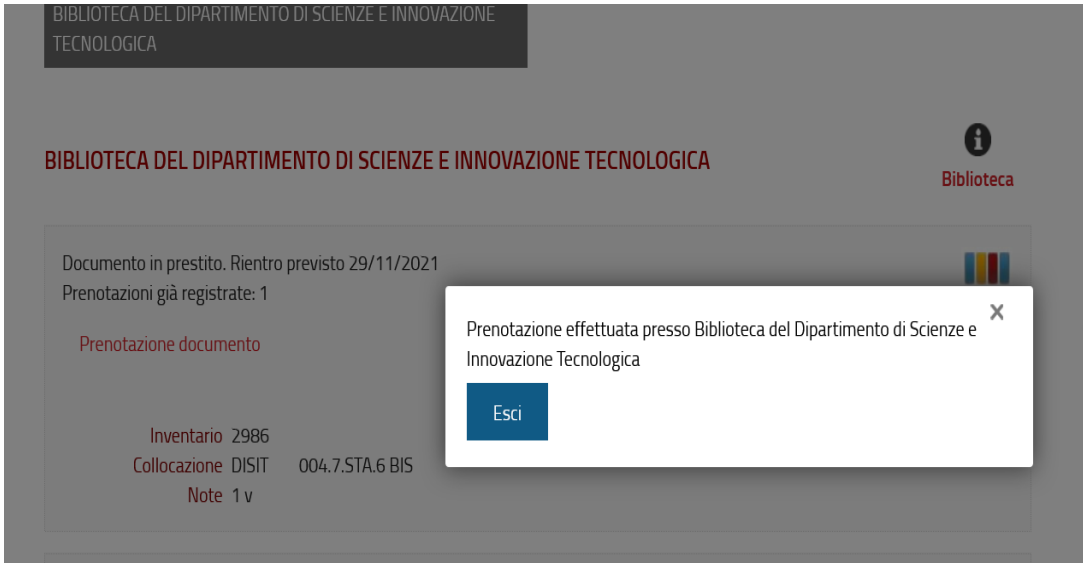 BIBLIOTECA DEL DIPARTIMENTO DI SCIENZE E INNOVAZIONE
TECNOLOGICA
BIBLIOTECA DEL DIPARTIMENTO DI SCIENZE E INNOVAZIONE TECNOLOGICA
Biblioteca
Documento in prestito. Rientro previsto 29/11/2021
Prenotazioni già registrate: 1
Prenotazione documento
Prenotazione effettuata presso Biblioteca del Dipartimento di Scienze e
Innovazione Tecnologica
Esci
Inventario 2986
Collocazione DISIT 004.7.STA.6 BIS
Note 1 v